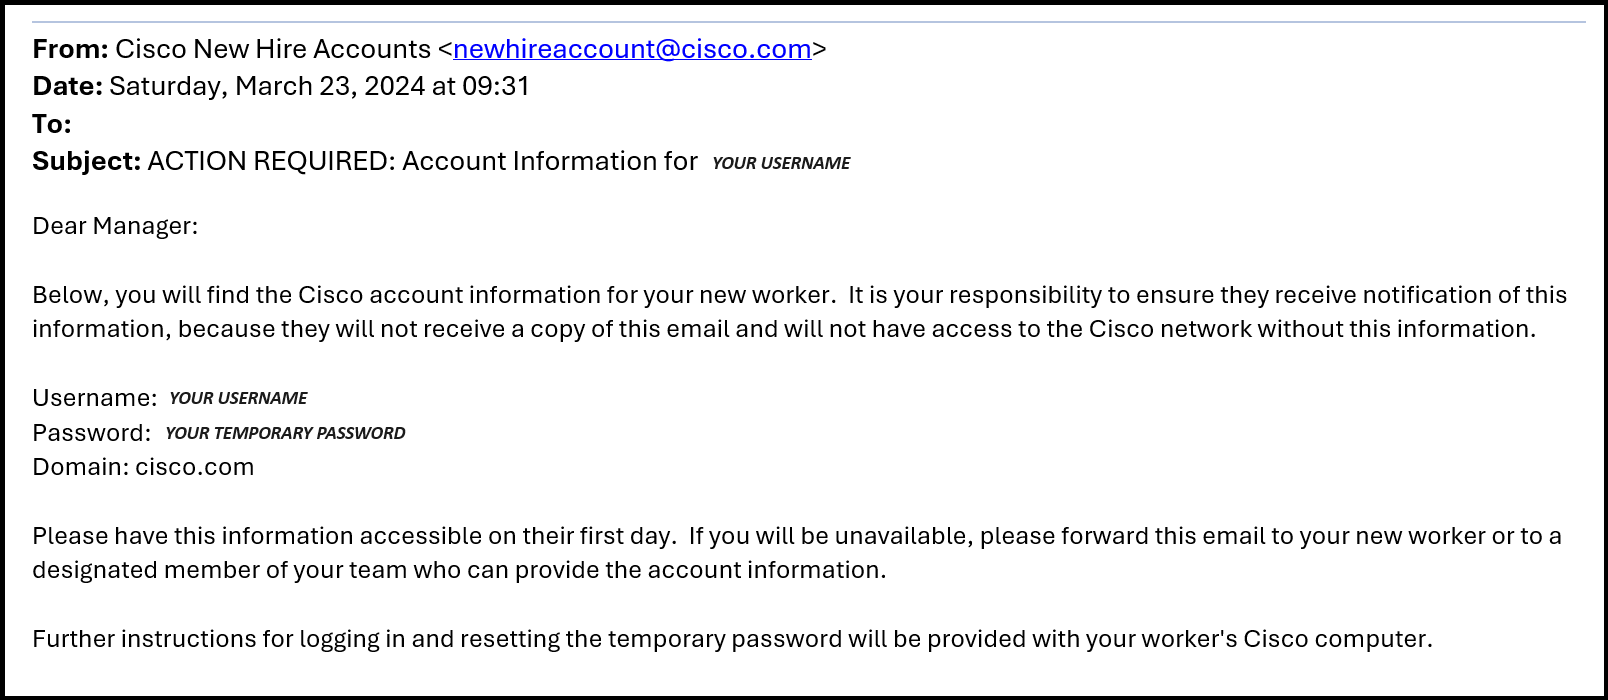 From: Cisco New Hire Accounts <newhireaccount@cisco.com>
Date: Saturday, March 23, 2024 at 09:31
To:
Subject: ACTION REQUIRED: Account Information for YOUR USERNAME
Dear Manager:
Below, you will find the Cisco account information for your new worker.  It is your responsibility to ensure they receive notification of this
information, because they will not receive a copy of this email and will not have access to the Cisco network without this information.
Username: YOUR USERNAME
Password: YOUR TEMPORARY PASSWORD
Domain: cisco.com
Please have this information accessible on their first day.  If you will be unavailable, please forward this email to your new worker or to a
designated member of your team who can provide the account information.
Further instructions for logging in and resetting the temporary password will be provided with your worker's Cisco computer.